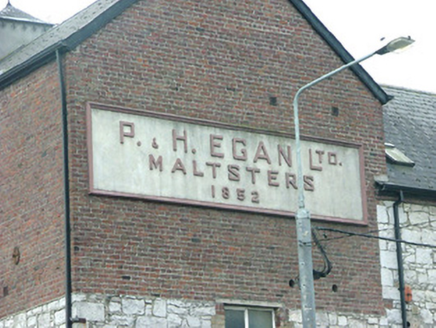 P. & H. EGAN LTD.
MALTSTERS
1852